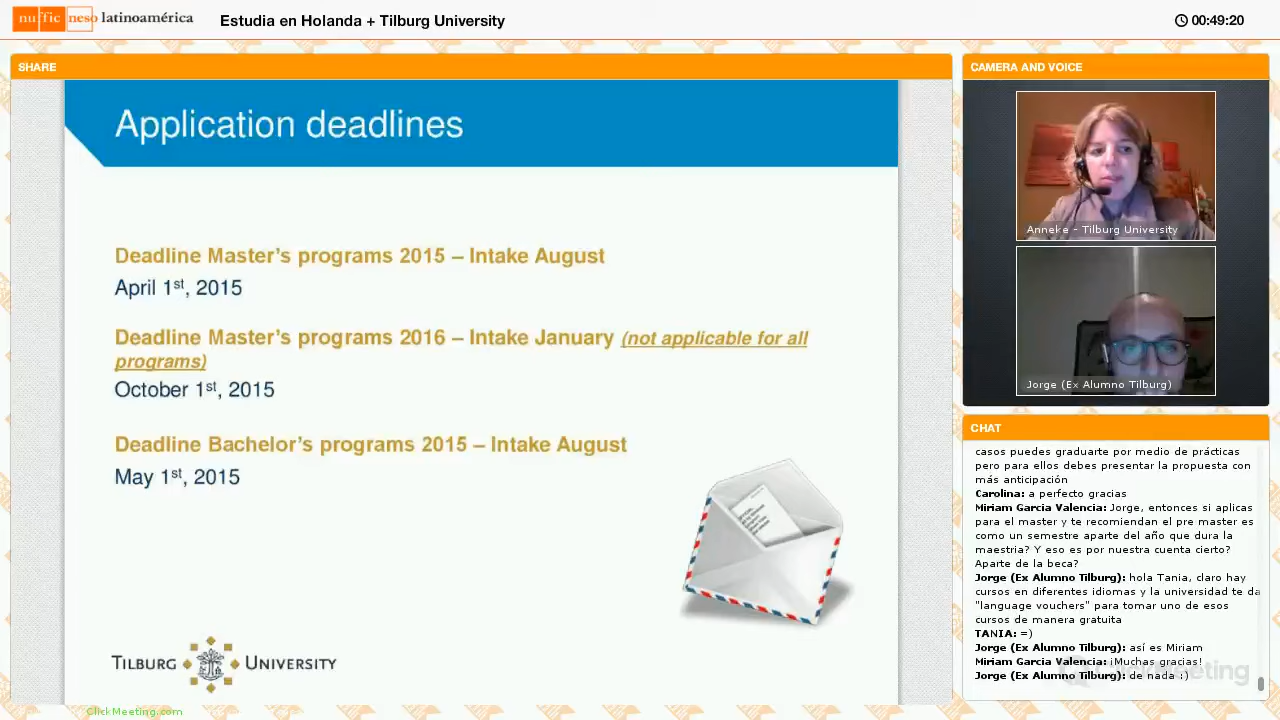 nuffic neso latinoamérica
Estudia en Holanda + Tilburg University
00:49:20
SHARE
Application deadlines
Deadline Master's programs 2015 – Intake August
April 1st, 2015
Deadline Master's programs 2016 – Intake January (not applicable for all
programs)
October 1st, 2015
Deadline Bachelor's programs 2015 – Intake August
May 1st, 2015
TILBURG UNIVERSITY
ClickMeeting.com
CAMERA AND VOICE
Anneke - Tilburg University
Jorge (Ex Alumno Tilburg)
CHAT
casos puedes graduarte por medio de prácticas
pero para ellos debes presentar la propuesta con
más anticipación
Carolina: a perfecto gracias
Miriam Garcia Valencia: Jorge, entonces si aplicas
para el master y te recomiendan el pre master es
como un semestre aparte del año que dura la
maestria? Y eso es por nuestra cuenta cierto?
Aparte de la beca?
Jorge (Ex Alumno Tilburg): hola Tania, claro hay
cursos en diferentes idiomas y la universidad te da
"language vouchers" para tomar uno de esos
cursos de manera gratuita
TANIA: =)
Jorge (Ex Alumno Tilburg): así es Miriam
Miriam Garcia Valencia: ¡Muchas gracias!
Jorge (Ex Alumno Tilburg): de nada :)
ClickMeeting